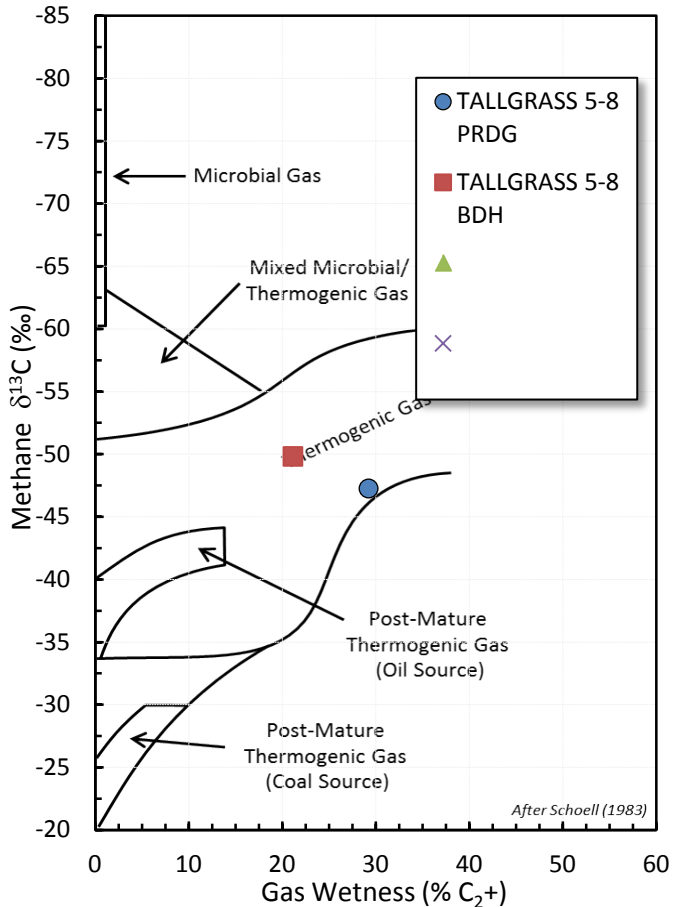 -85
-80
-75
-70
-65
-60
-55
-50
-45
-40
-35
-30
-25
-20
Methane δ13C (‰)
TALLGRASS 5-8
PRDG
TALLGRASS 5-8
BDH
Microbial Gas
Mixed Microbial/
Thermogenic Gas
Thermogenic Gas
Post-Mature
Thermogenic Gas
(Oil Source)
Post-Mature
Thermogenic Gas
(Coal Source)
After Schoell (1983)
0 10 20 30 40 50 60
Gas Wetness (% C2+)